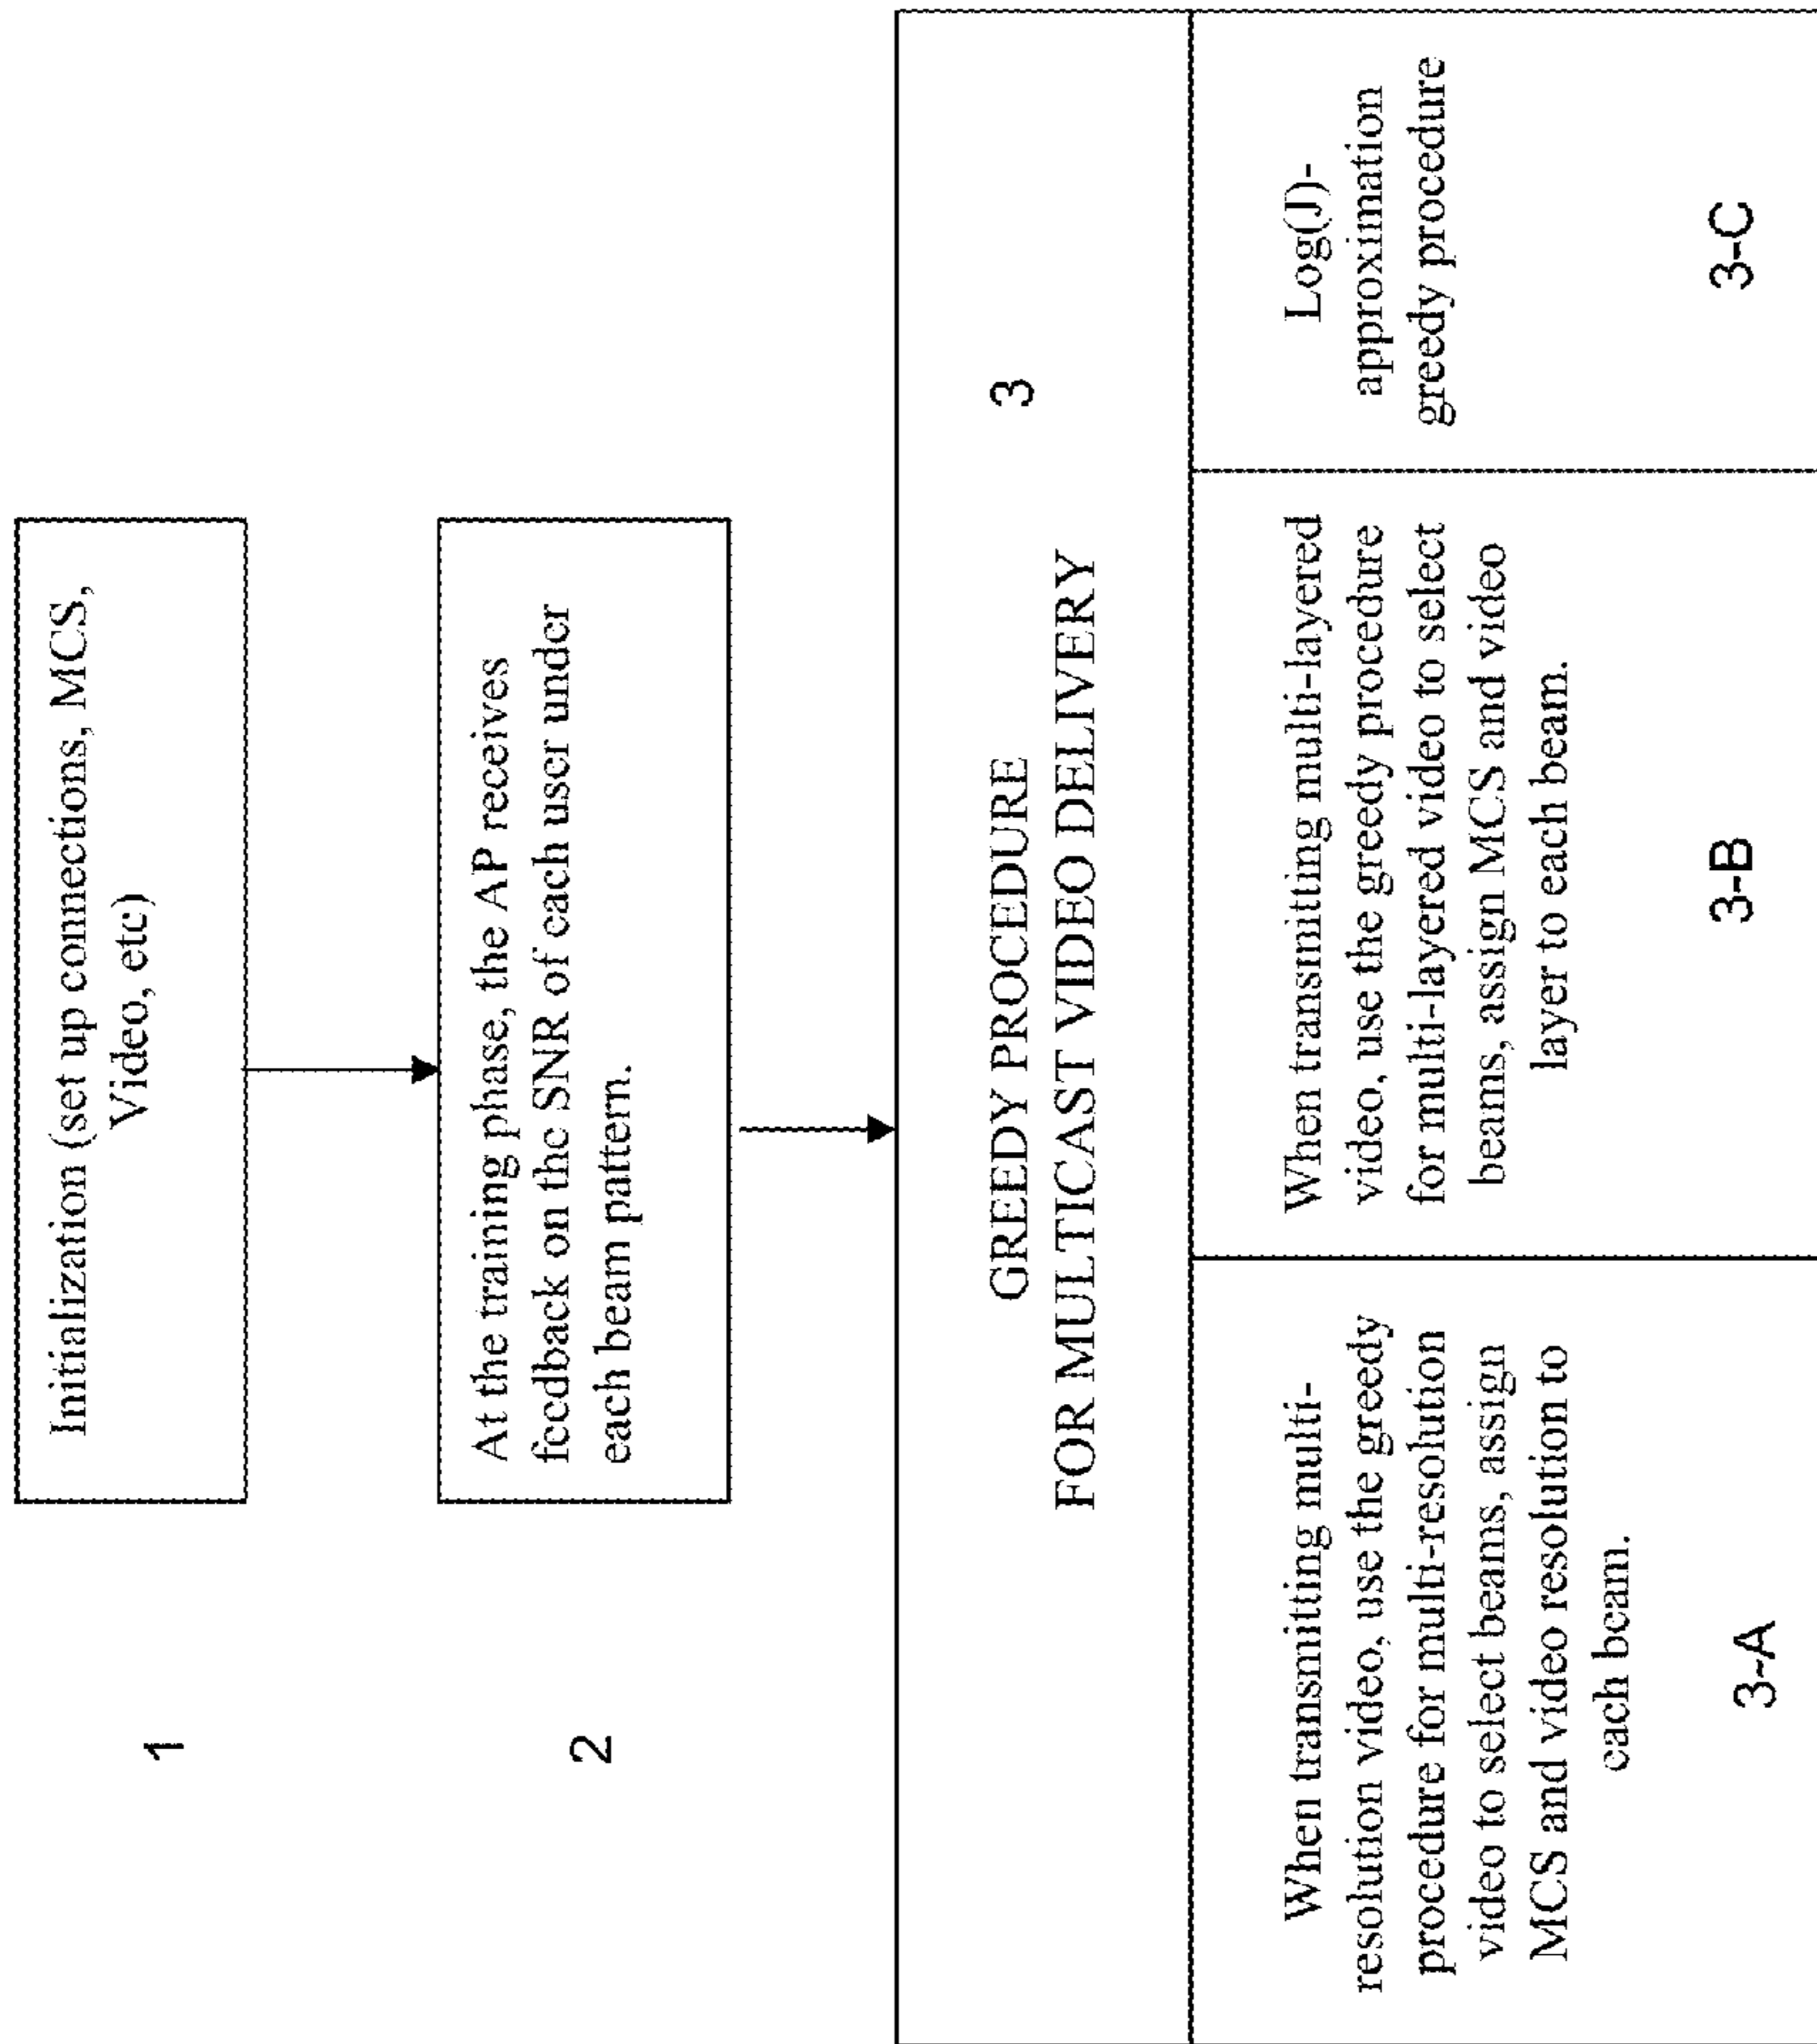 1
Initialization (set up connections, MCS,
Video, etc)
2
At the training phase, the AP receives
feedback on the SNR of each user under
each beam pattern.
3
GREEDY PROCEDURE
FOR MULTICAST VIDEO DELIVERY
When transmitting multi-
resolution video, use the greedy
procedure for multi-resolution
video to select beams, assign
MCS and video resolution to
each beam.
3-A
When transmitting multi-layered
video, use the greedy procedure
for multi-layered video to select
beams, assign MCS and video
layer to each beam.
3-B
Log(J)-
approximation
greedy procedure
3-C